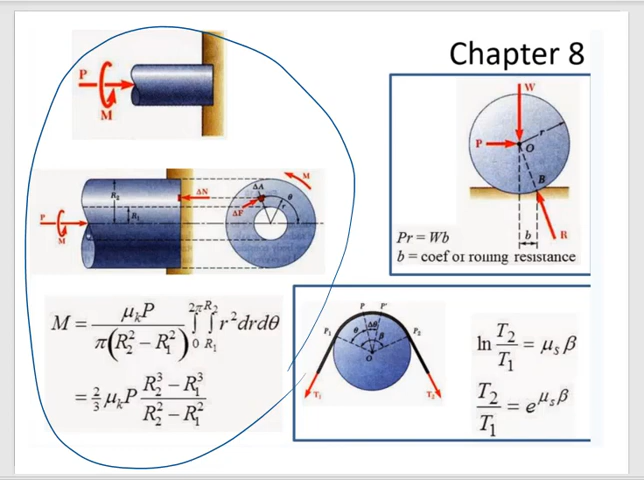 Chapter 8
P
M
W
P
r
O
B
b
R
Pr = Wb
b = coef of rolling resistance
R₂
R₁
P
M
ΔN
ΔA
M
θ
ΔF
r
M = μₖP / π(R₂² − R₁²) ∫₀^2π ∫_R₁^R₂ r² dr dθ
= 2/3 μₖP (R₂³ − R₁³) / (R₂² − R₁²)
P P'
P₁ θ Δθ β P₂
O
T₁ T₂
ln T₂/T₁ = μₛβ
T₂/T₁ = e^μₛβ